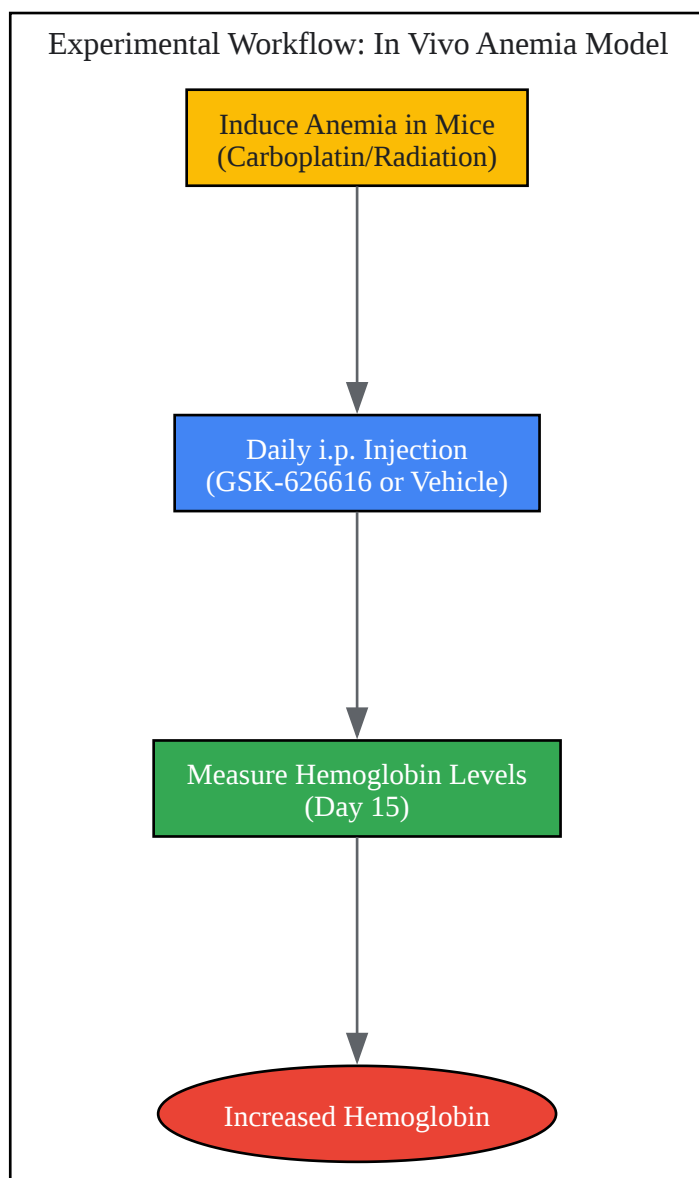 Experimental Workflow: In Vivo Anemia Model
Induce Anemia in Mice
(Carboplatin/Radiation)
Daily i.p. Injection
(GSK-626616 or Vehicle)
Measure Hemoglobin Levels
(Day 15)
Increased Hemoglobin